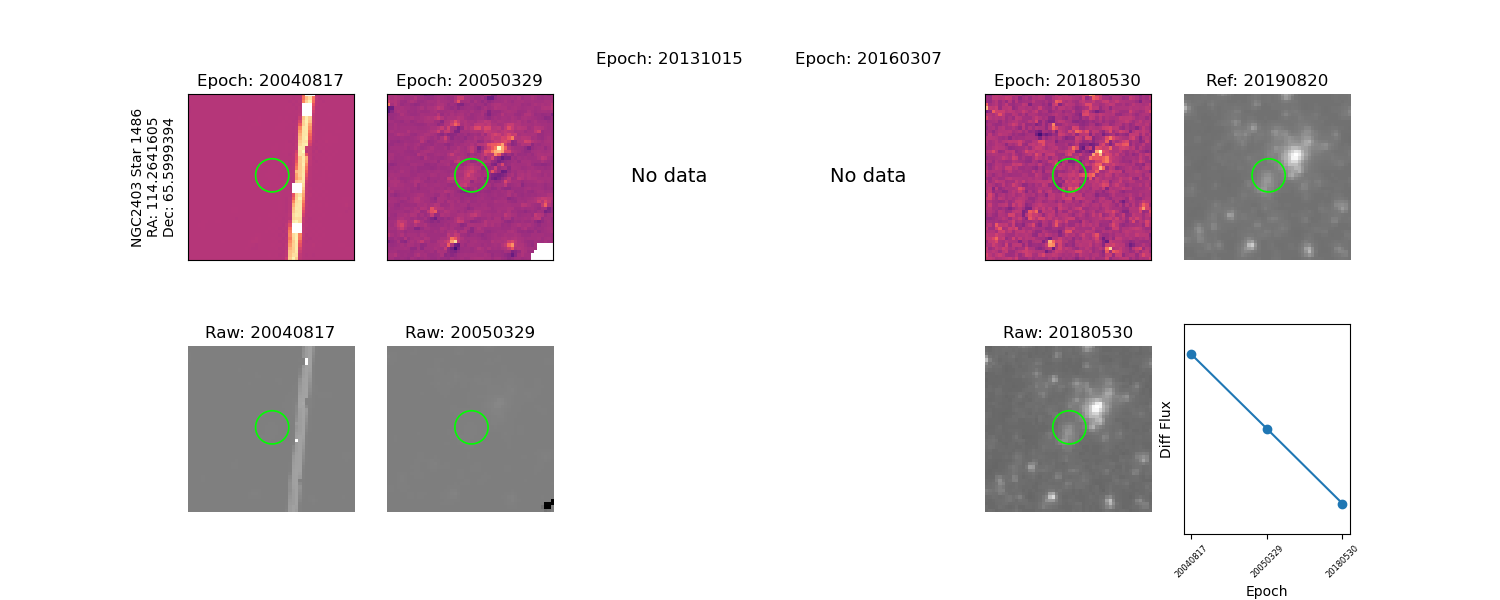 Epoch: 20040817
Epoch: 20050329
Epoch: 20131015
Epoch: 20160307
Epoch: 20180530
Ref: 20190820
NGC2403 Star 1486
RA: 114.2641605
Dec: 65.5999394
No data
No data
Raw: 20040817
Raw: 20050329
Raw: 20180530
Diff Flux
20040817
20050329
20180530
Epoch